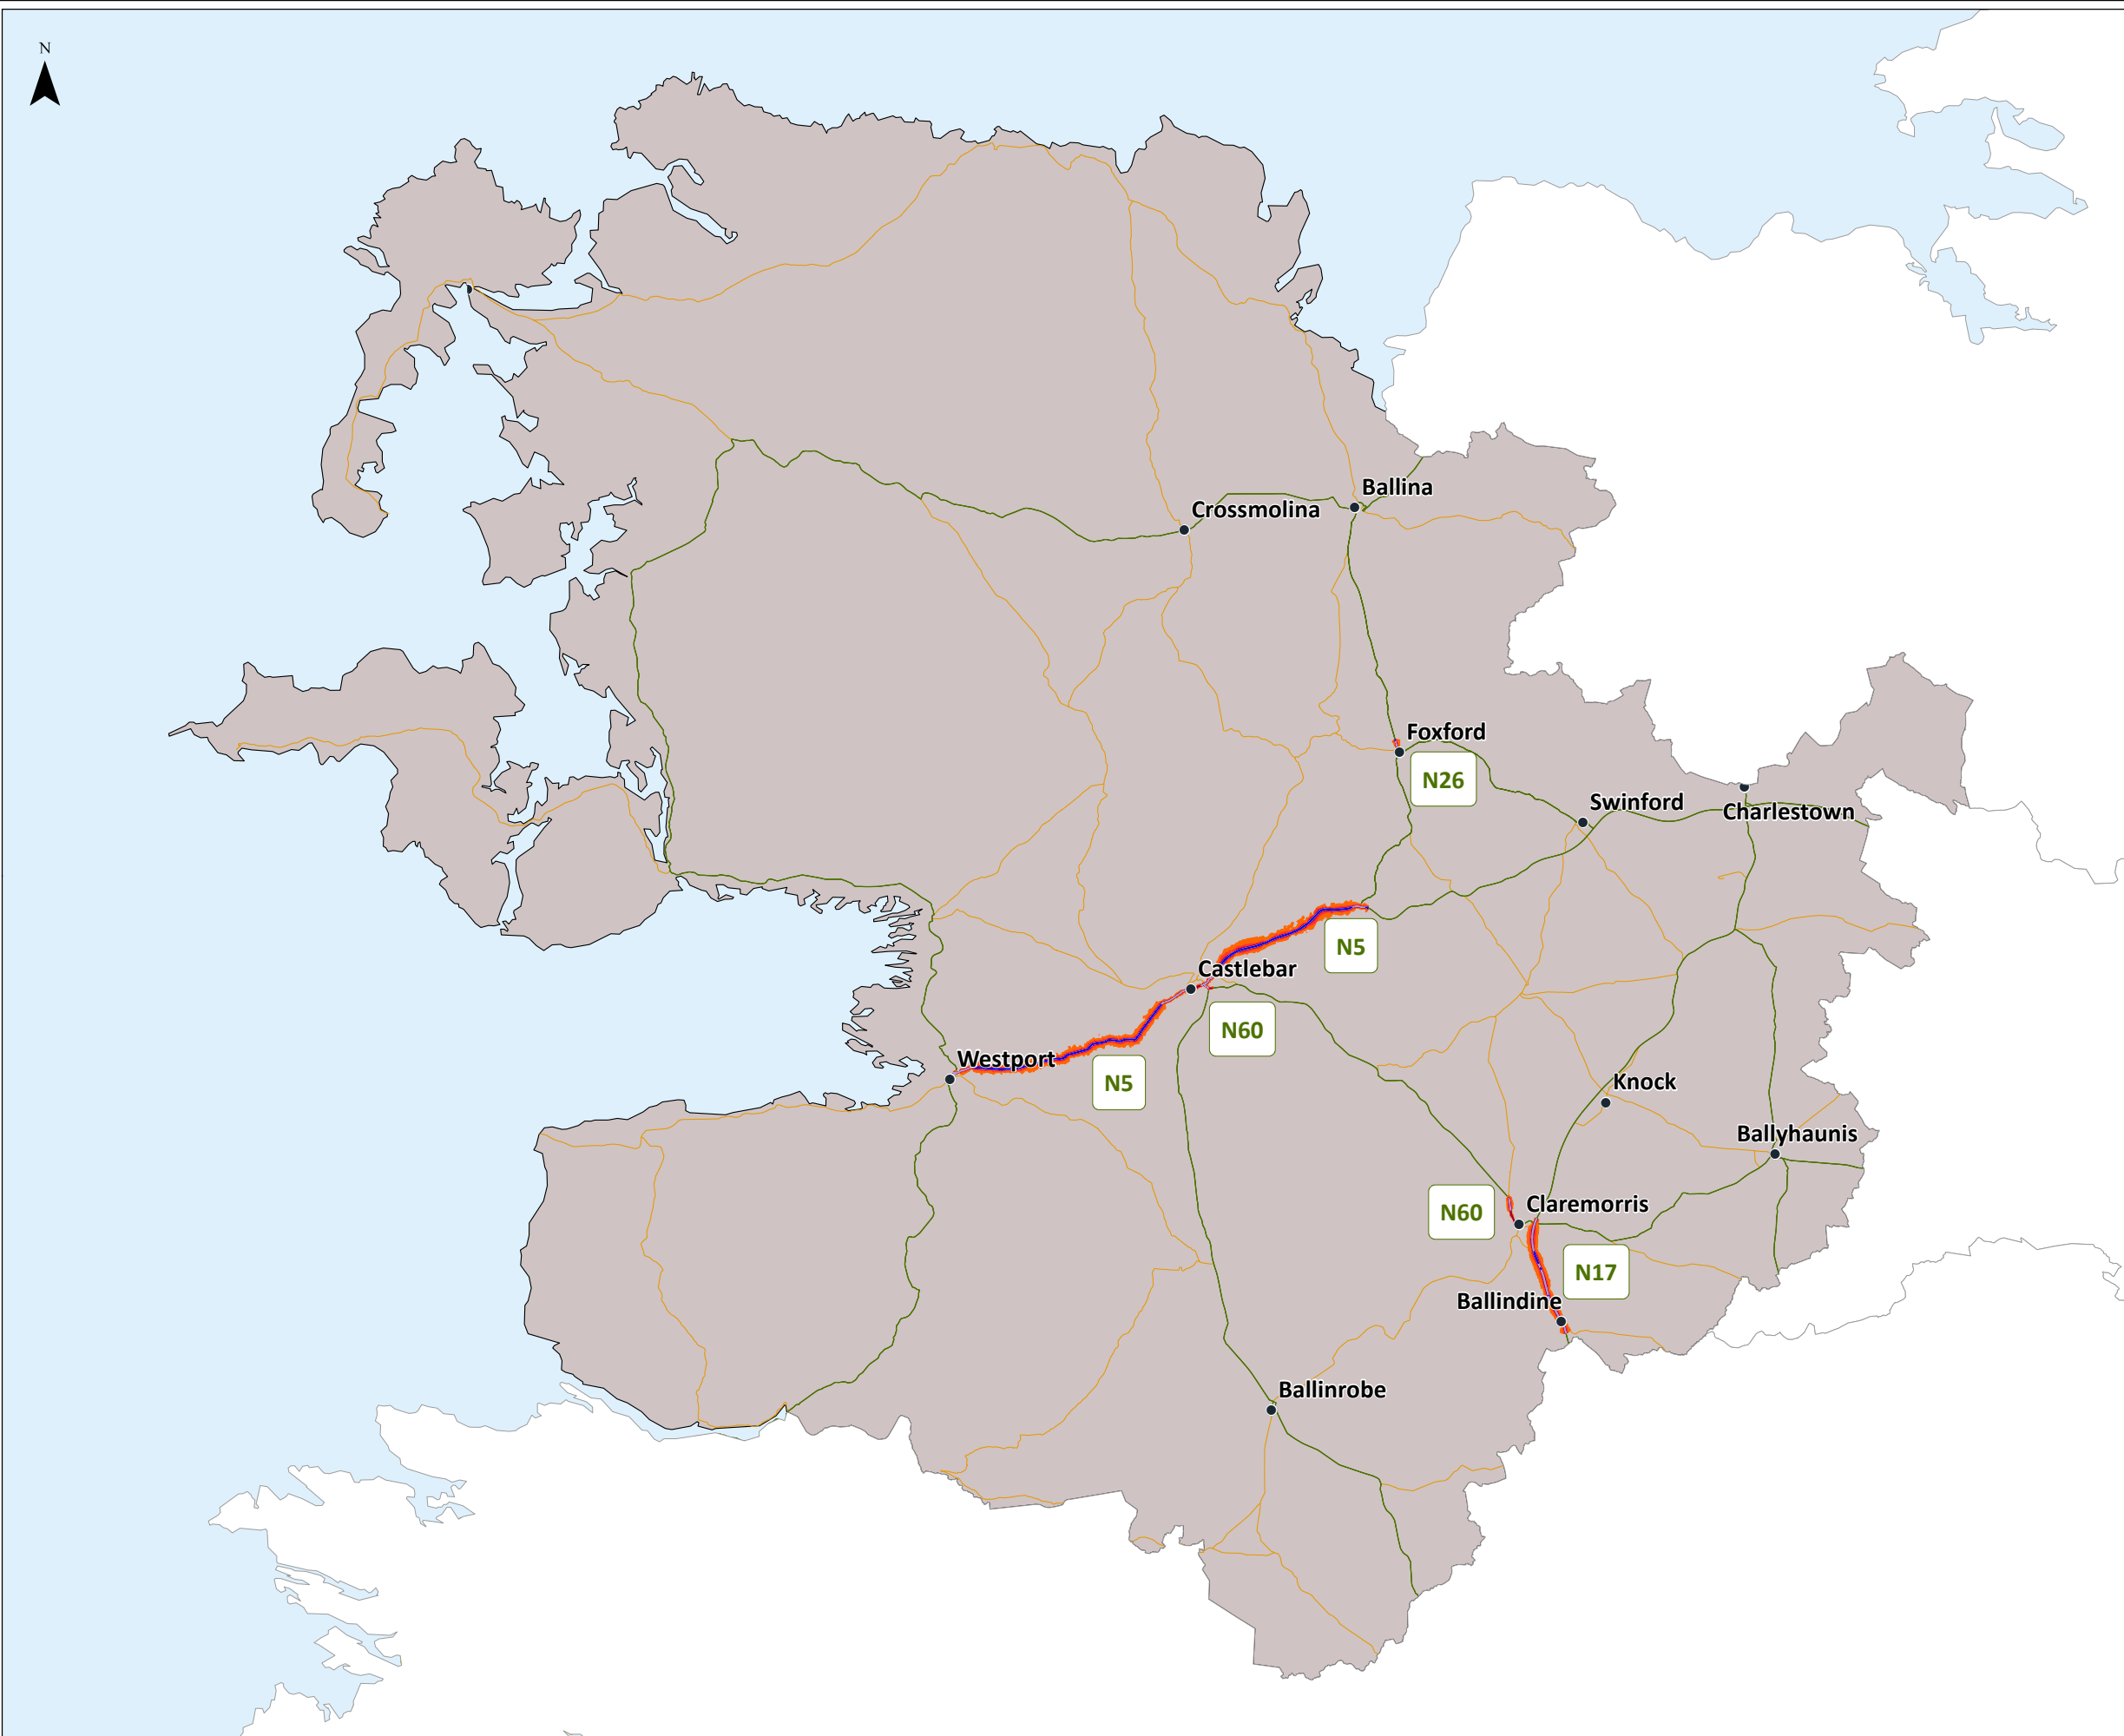 N
Ballina
Crossmolina
Foxford
N26
Swinford
Charlestown
N5
Castlebar
N60
Westport
N5
Knock
Ballyhaunis
Claremorris
N60
N17
Ballindine
Ballinrobe